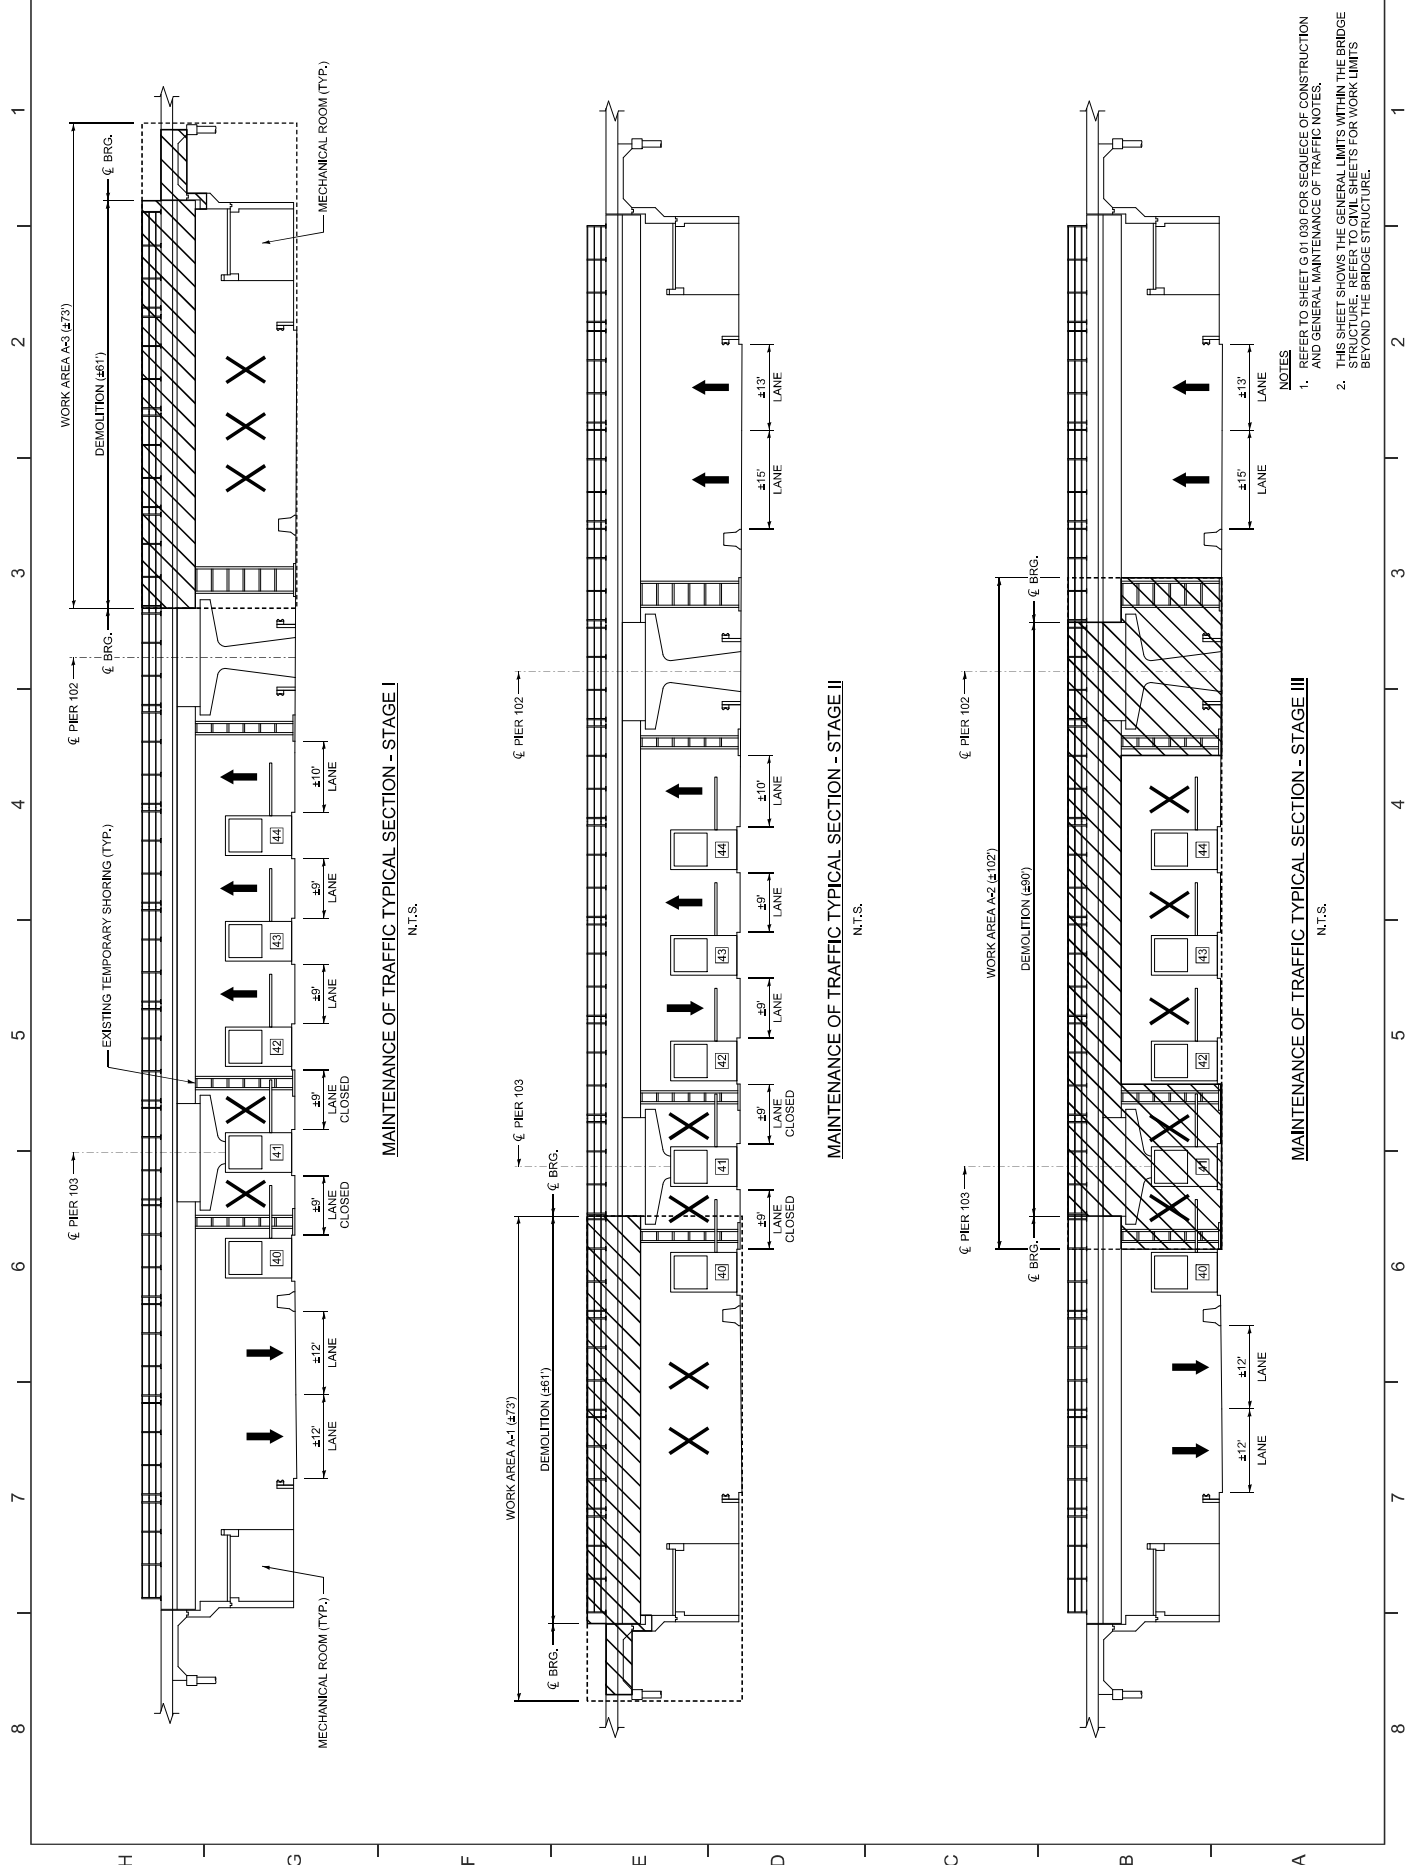 8
7
6
5
4
3
2
1
H
G
F
E
D
C
B
A
WORK AREA A-3 (±73')
℄ PIER 103
℄ PIER 102
DEMOLITION (±61')
EXISTING TEMPORARY SHORING (TYP.)
℄ BRG.
℄ BRG.
40
41
42
43
44
MECHANICAL ROOM (TYP.)
±12'
LANE
±12'
LANE
±9'
LANE
CLOSED
±9'
LANE
CLOSED
±9'
LANE
±9'
LANE
±10'
LANE
MECHANICAL ROOM (TYP.)
MAINTENANCE OF TRAFFIC TYPICAL SECTION - STAGE I
N.T.S.
WORK AREA A-1 (±73')
℄ PIER 103
℄ PIER 102
DEMOLITION (±61')
℄ BRG.
℄ BRG.
40
41
42
43
44
±9'
LANE
CLOSED
±9'
LANE
CLOSED
±9'
LANE
±9'
LANE
±10'
LANE
±15'
LANE
±13'
LANE
MAINTENANCE OF TRAFFIC TYPICAL SECTION - STAGE II
N.T.S.
℄ PIER 103
℄ PIER 102
WORK AREA A-2 (±102')
DEMOLITION (±90')
℄ BRG.
℄ BRG.
40
41
42
43
44
±12'
LANE
±12'
LANE
±15'
LANE
±13'
LANE
MAINTENANCE OF TRAFFIC TYPICAL SECTION - STAGE III
N.T.S.
NOTES
1. REFER TO SHEET G 01 030 FOR SEQUECE OF CONSTRUCTION
AND GENERAL MAINTENANCE OF TRAFFIC NOTES.
2. THIS SHEET SHOWS THE GENERAL LIMITS WITHIN THE BRIDGE
STRUCTURE. REFER TO CIVIL SHEETS FOR WORK LIMITS
BEYOND THE BRIDGE STRUCTURE.
8
7
6
5
4
3
2
1